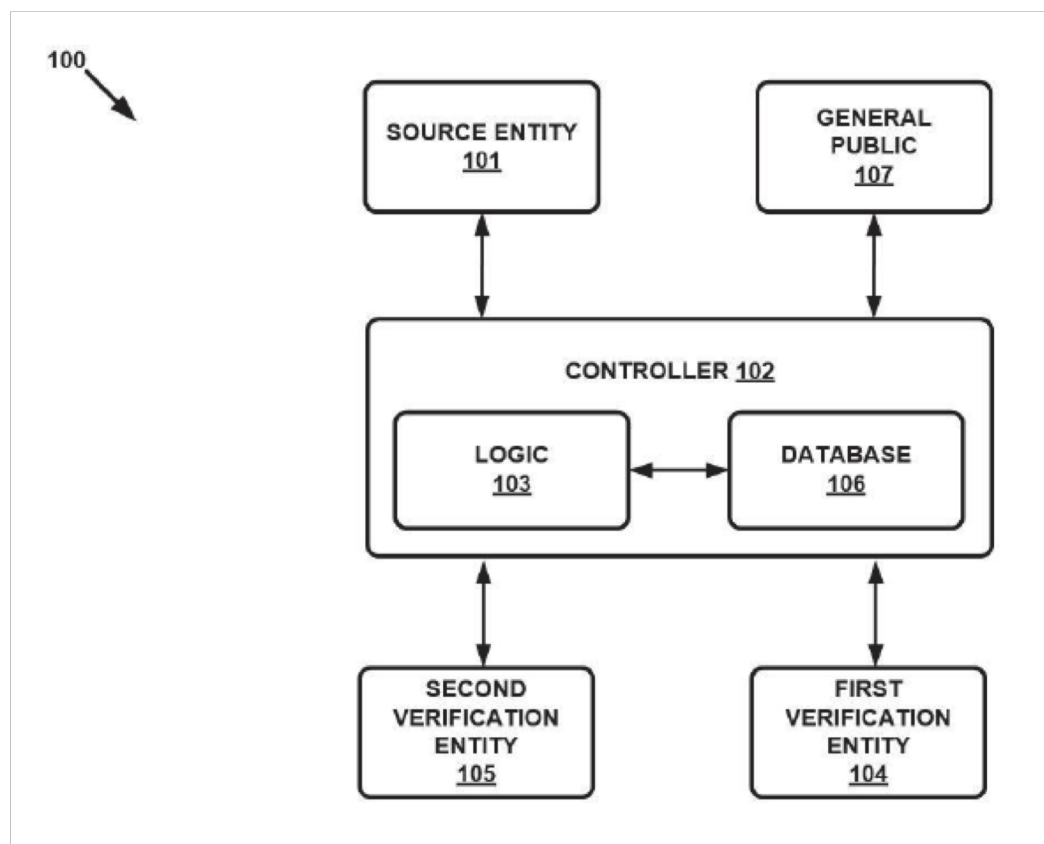 100
SOURCE ENTITY
101
GENERAL
PUBLIC
107
CONTROLLER 102
LOGIC
103
DATABASE
106
SECOND
VERIFICATION
ENTITY
105
FIRST
VERIFICATION
ENTITY
104